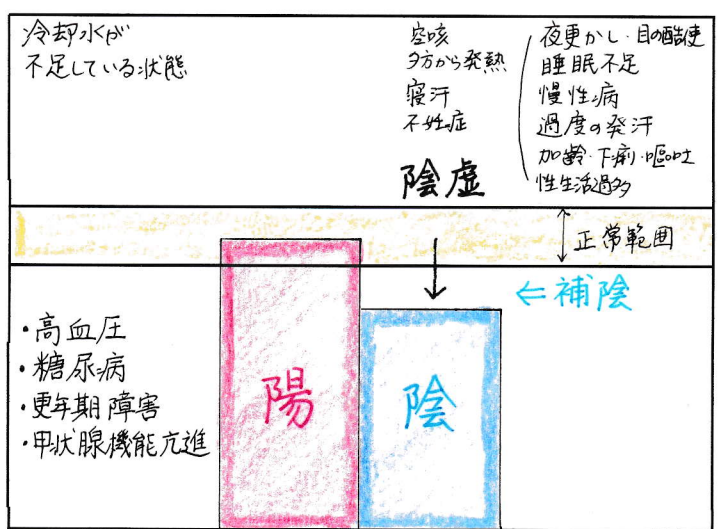 冷却水が
不足している状態
空咳
夕方から発熱
寝汗
不妊症
陰虚
夜更かし・目の酷使
睡眠不足
慢性病
過度の発汗
加齢・下痢・嘔吐
性生活過多
正常範囲
⇐補陰
・高血圧
・糖尿病
・更年期障害
・甲状腺機能亢進
陽
陰